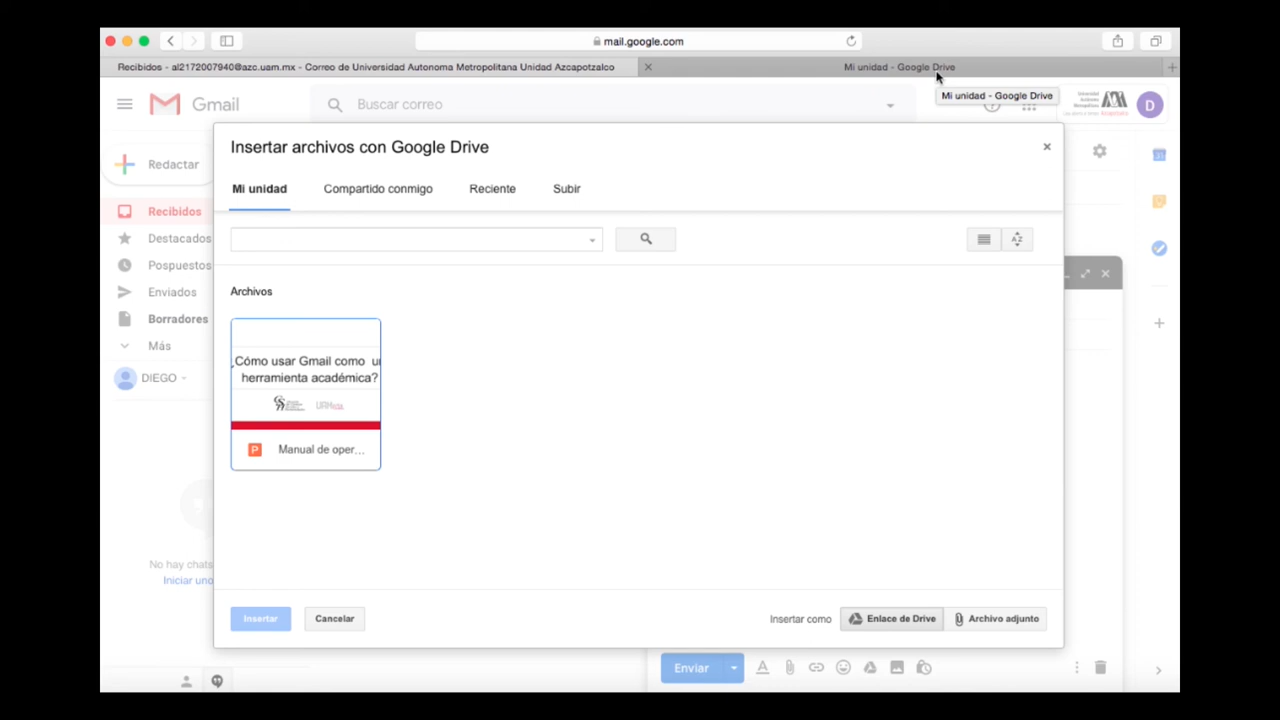 mail.google.com
Recibidos - al2172007940@azc.uam.mx - Correo de Universidad Autonoma Metropolitana Unidad Azcapotzalco
Mi unidad - Google Drive
Mi unidad - Google Drive
Gmail
Buscar correo
D
Redactar
Recibidos
Destacados
Pospuestos
Enviados
Borradores
Más
DIEGO
No hay chats
Iniciar uno
Insertar archivos con Google Drive
Mi unidad
Compartido conmigo
Reciente
Subir
Archivos
¿Cómo usar Gmail como un
herramienta académica?
P
Manual de oper...
Insertar
Cancelar
Insertar como
Enlace de Drive
Archivo adjunto
Enviar